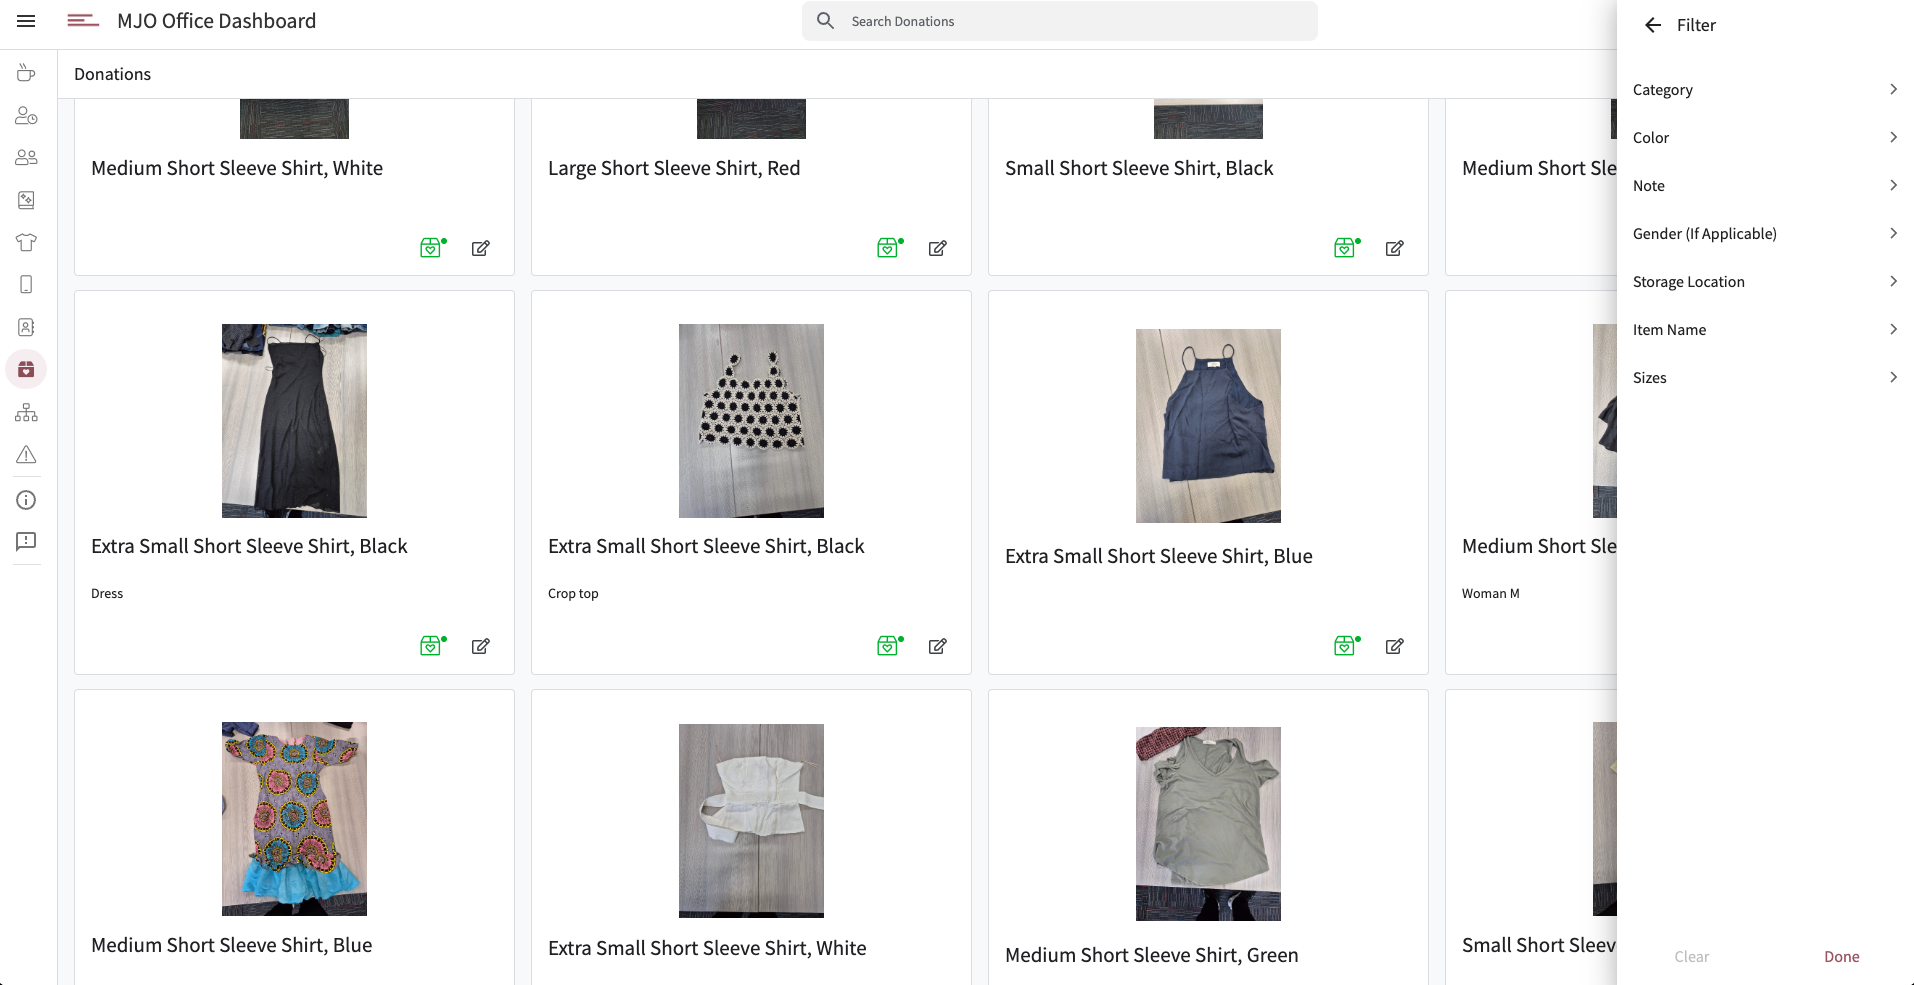 MJO Office Dashboard
Search Donations
Filter
Donations
Category
Color
Note
Gender (If Applicable)
Storage Location
Item Name
Sizes
Medium Short Sleeve Shirt, White
Large Short Sleeve Shirt, Red
Small Short Sleeve Shirt, Black
Medium Short Sle
Extra Small Short Sleeve Shirt, Black
Dress
Extra Small Short Sleeve Shirt, Black
Crop top
Extra Small Short Sleeve Shirt, Blue
Medium Short Sle
Woman M
Medium Short Sleeve Shirt, Blue
Extra Small Short Sleeve Shirt, White
Medium Short Sleeve Shirt, Green
Small Short Sleev
Clear
Done